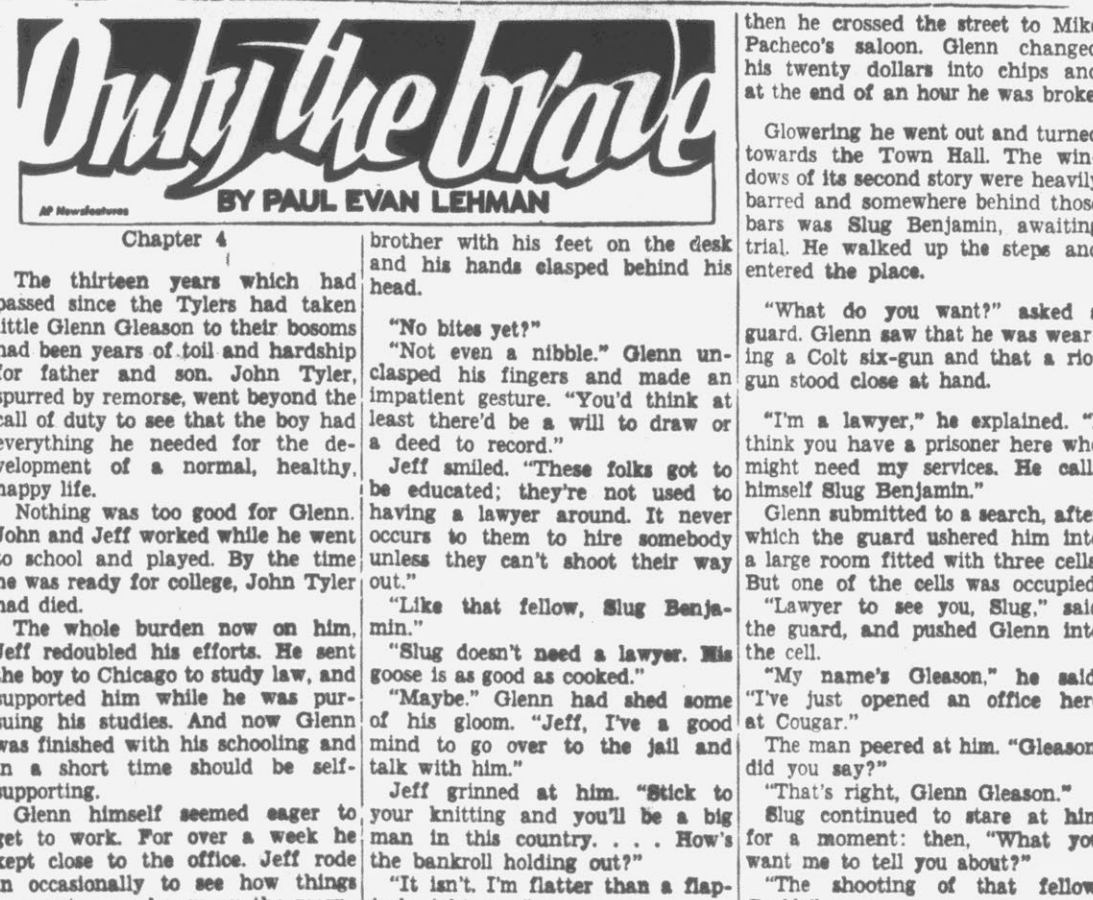 Only the brave
BY PAUL EVAN LEHMAN
AP Newsfeatures
Chapter 4
The thirteen years which had
passed since the Tylers had taken
little Glenn Gleason to their bosoms
had been years of toil and hardship
for father and son. John Tyler,
spurred by remorse, went beyond the
call of duty to see that the boy had
everything he needed for the de-
velopment of a normal, healthy,
happy life.
Nothing was too good for Glenn.
John and Jeff worked while he went
to school and played. By the time
he was ready for college, John Tyler
had died.
The whole burden now on him,
Jeff redoubled his efforts. He sent
the boy to Chicago to study law, and
supported him while he was pur-
suing his studies. And now Glenn
was finished with his schooling and
in a short time should be self-
supporting.
Glenn himself seemed eager to
get to work. For over a week he
kept close to the office. Jeff rode
in occasionally to see how things
brother with his feet on the desk
and his hands clasped behind his
head.
"No bites yet?"
"Not even a nibble." Glenn un-
clasped his fingers and made an
impatient gesture. "You'd think at
least there'd be a will to draw or
a deed to record."
Jeff smiled. "These folks got to
be educated; they're not used to
having a lawyer around. It never
occurs to them to hire somebody
unless they can't shoot their way
out."
"Like that fellow, Slug Benja-
min."
"Slug doesn't need a lawyer. His
goose is as good as cooked."
"Maybe." Glenn had shed some
of his gloom. "Jeff, I've a good
mind to go over to the jail and
talk with him."
Jeff grinned at him. "Stick to
your knitting and you'll be a big
man in this country. . . . How's
the bankroll holding out?"
"It isn't. I'm flatter than a flap-
then he crossed the street to Mike
Pacheco's saloon. Glenn changed
his twenty dollars into chips and
at the end of an hour he was broke
Glowering he went out and turned
towards the Town Hall. The win-
dows of its second story were heavily
barred and somewhere behind those
bars was Slug Benjamin, awaiting
trial. He walked up the steps and
entered the place.
"What do you want?" asked a
guard. Glenn saw that he was wear-
ing a Colt six-gun and that a riot
gun stood close at hand.
"I'm a lawyer," he explained. "I
think you have a prisoner here who
might need my services. He calls
himself Slug Benjamin."
Glenn submitted to a search, after
which the guard ushered him into
a large room fitted with three cells
But one of the cells was occupied
"Lawyer to see you, Slug," said
the guard, and pushed Glenn into
the cell.
"My name's Gleason," he said
"I've just opened an office here
at Cougar."
The man peered at him. "Gleason
did you say?"
"That's right, Glenn Gleason."
Slug continued to stare at him
for a moment: then, "What you
want me to tell you about?"
"The shooting of that fellow